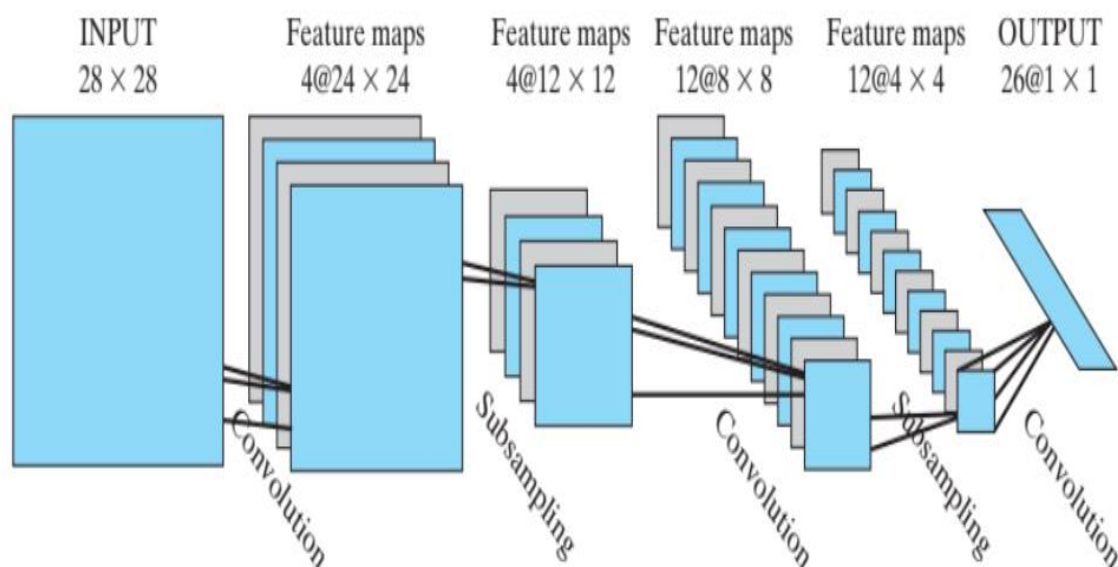 INPUT
28 × 28
Feature maps
4@24 × 24
Feature maps
4@12 × 12
Feature maps
12@8 × 8
Feature maps
12@4 × 4
OUTPUT
26@1 × 1
Convolution
Subsampling
Convolution
Subsampling
Convolution